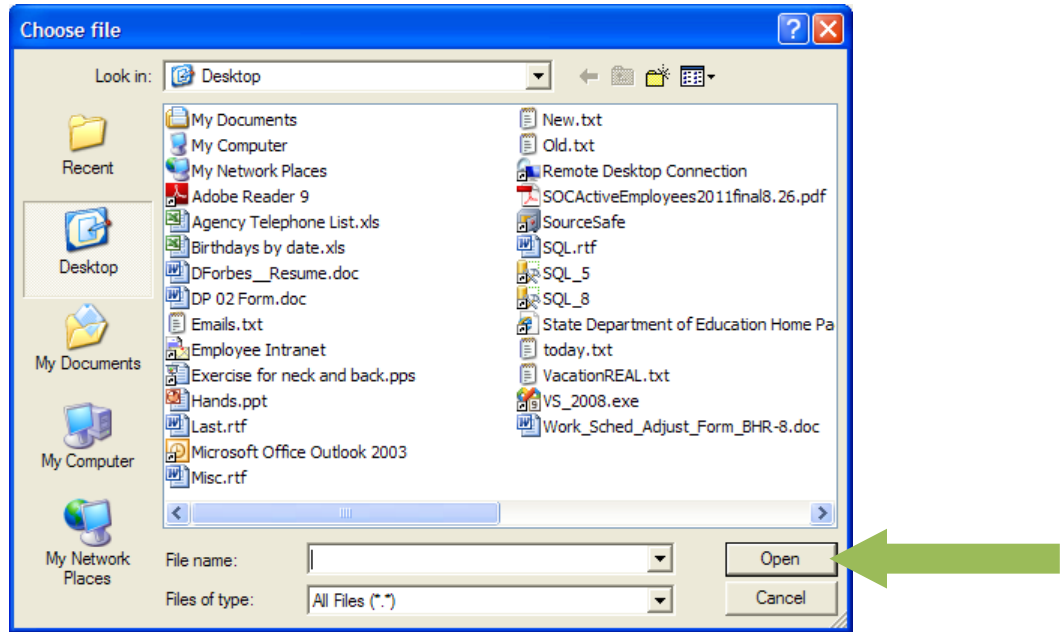 Choose file
Look in: Desktop
Recent
Desktop
My Documents
My Computer
My Network
Places
My Documents
My Computer
My Network Places
Adobe Reader 9
Agency Telephone List.xls
Birthdays by date.xls
DForbes__Resume.doc
DP 02 Form.doc
Emails.txt
Employee Intranet
Exercise for neck and back.pps
Hands.ppt
Last.rtf
Microsoft Office Outlook 2003
Misc.rtf
New.txt
Old.txt
Remote Desktop Connection
SOCActiveEmployees2011final8.26.pdf
SourceSafe
SQL.rtf
SQL_5
SQL_8
State Department of Education Home Pa
today.txt
VacationREAL.txt
VS_2008.exe
Work_Sched_Adjust_Form_BHR-8.doc
File name: Open
Files of type: All Files (*.*) Cancel